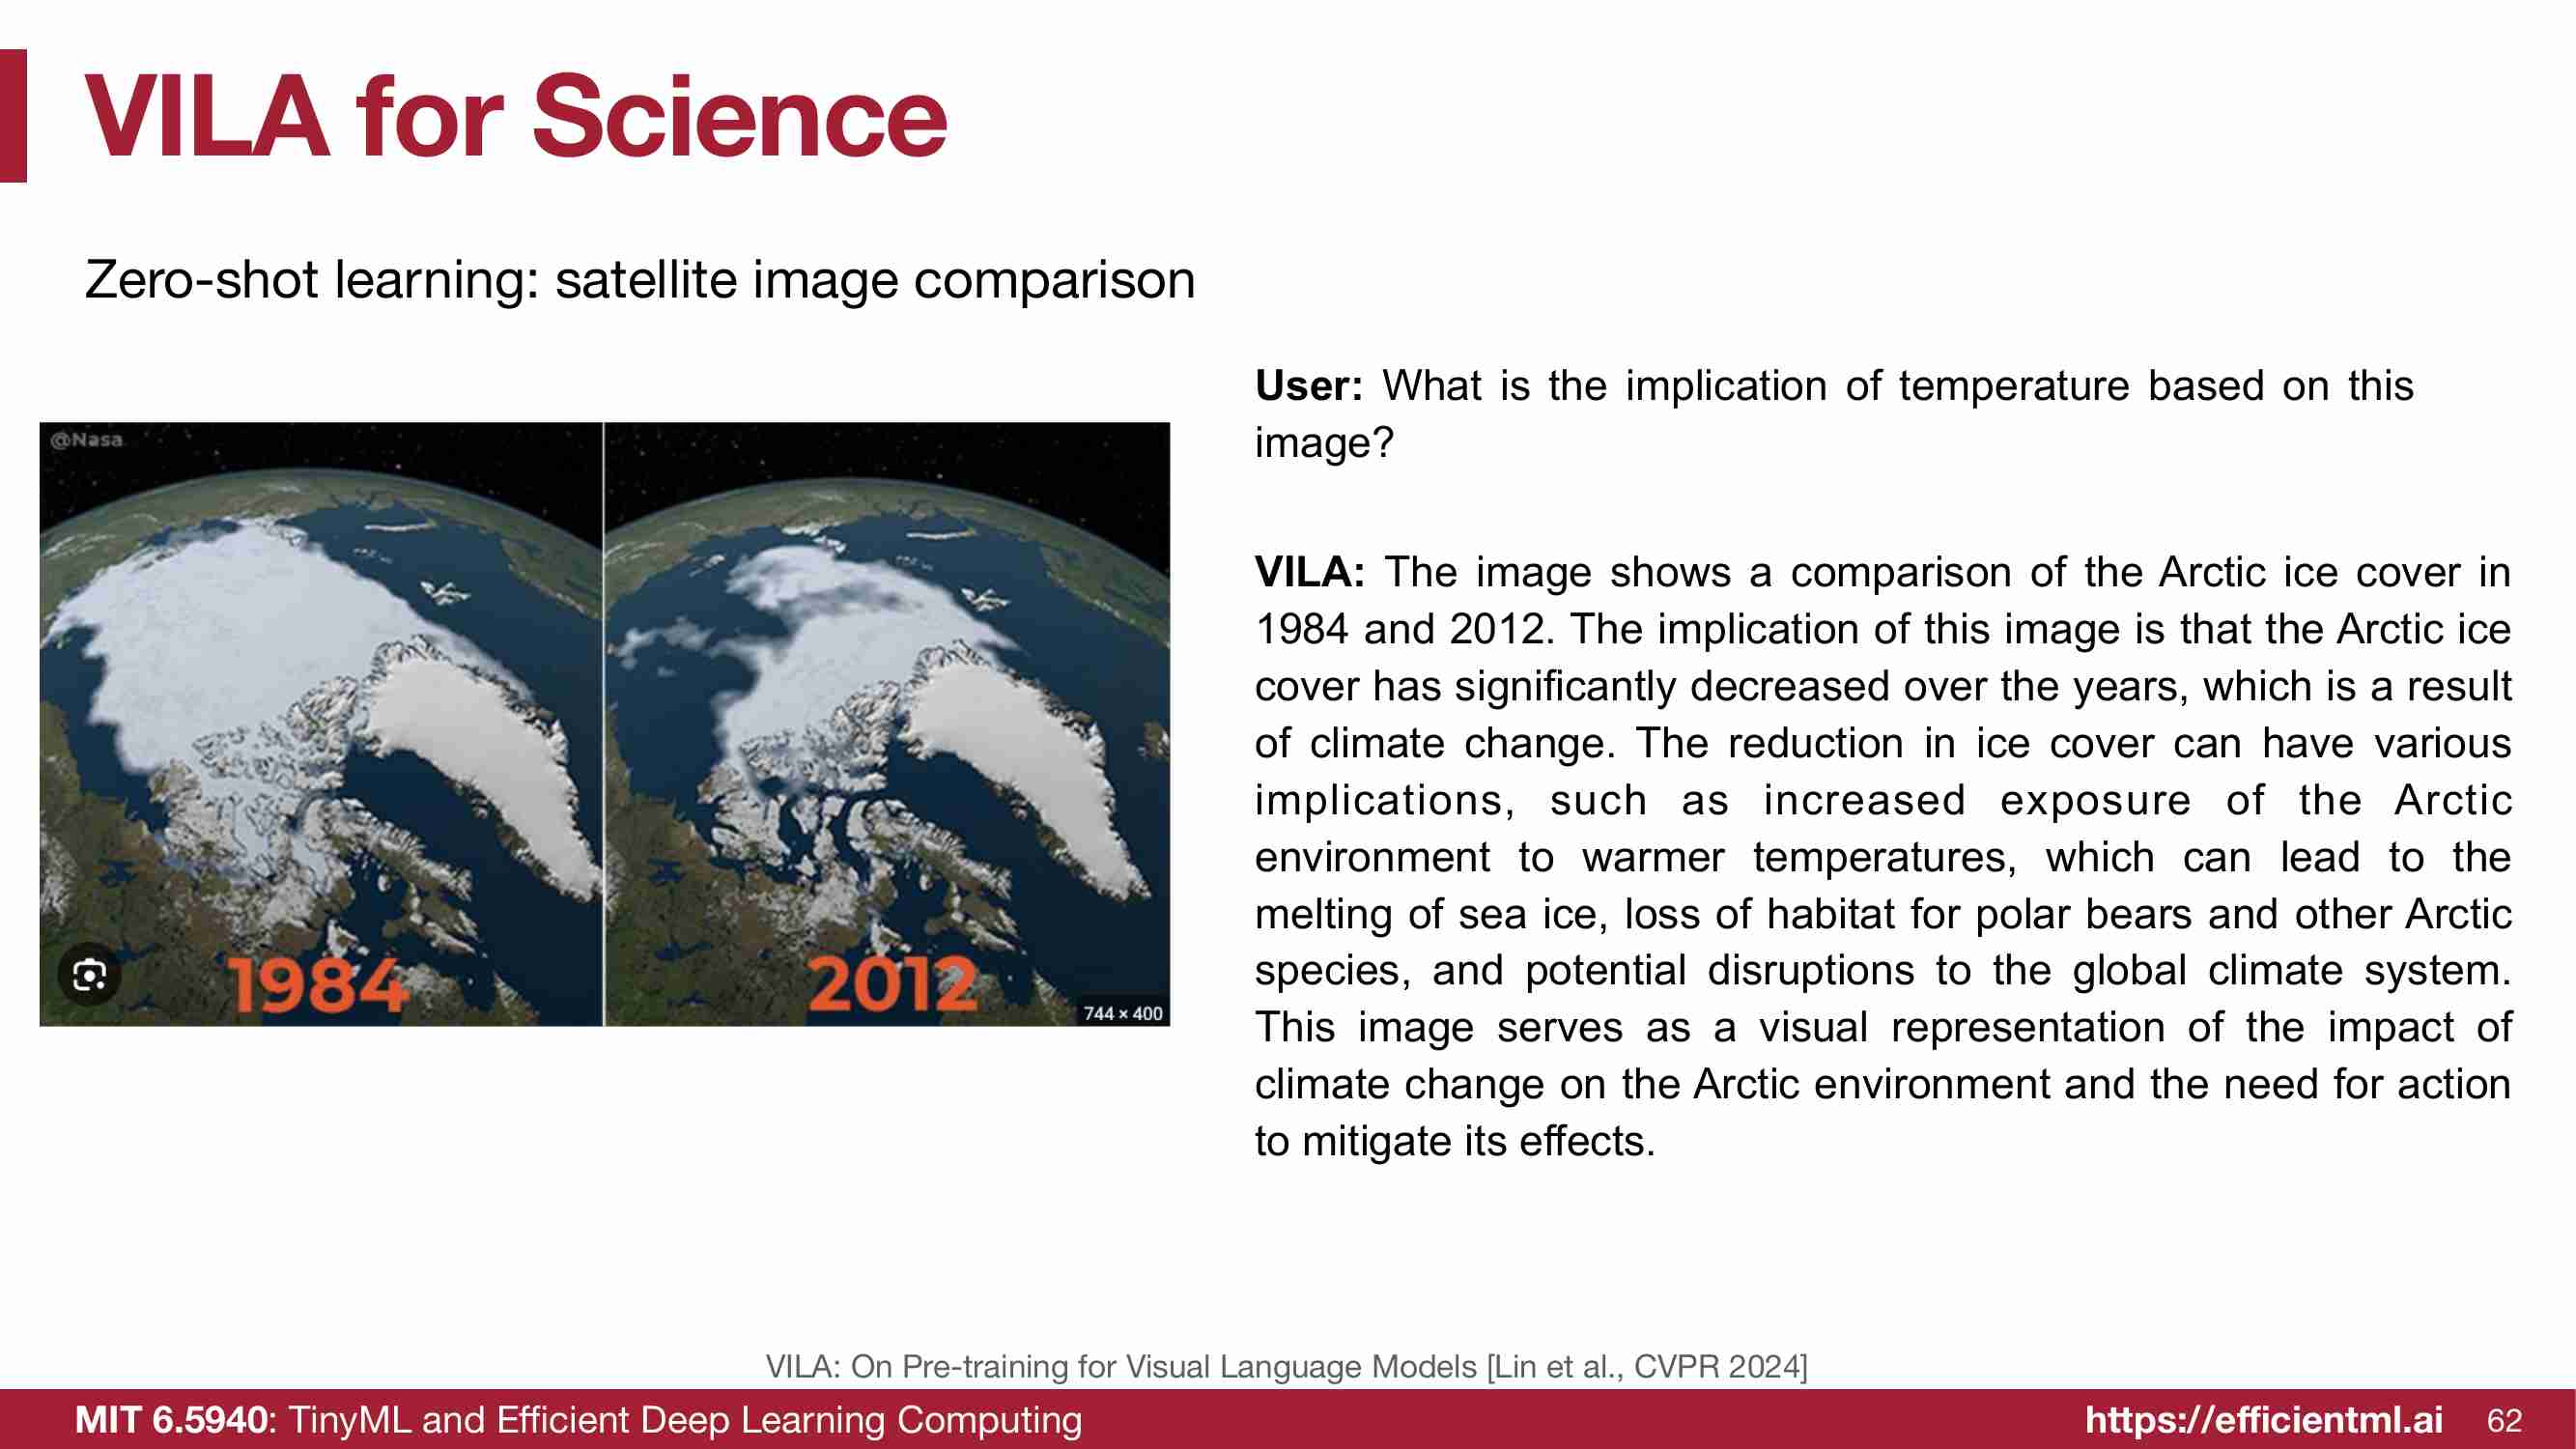 VILA for Science
Zero-shot learning: satellite image comparison
@Nasa
1984
2012
744 × 400
User: What is the implication of temperature based on this
image?
VILA: The image shows a comparison of the Arctic ice cover in
1984 and 2012. The implication of this image is that the Arctic ice
cover has significantly decreased over the years, which is a result
of climate change. The reduction in ice cover can have various
implications, such as increased exposure of the Arctic
environment to warmer temperatures, which can lead to the
melting of sea ice, loss of habitat for polar bears and other Arctic
species, and potential disruptions to the global climate system.
This image serves as a visual representation of the impact of
climate change on the Arctic environment and the need for action
to mitigate its effects.
VILA: On Pre-training for Visual Language Models [Lin et al., CVPR 2024]
MIT 6.5940: TinyML and Efficient Deep Learning Computing
https://efficientml.ai
62